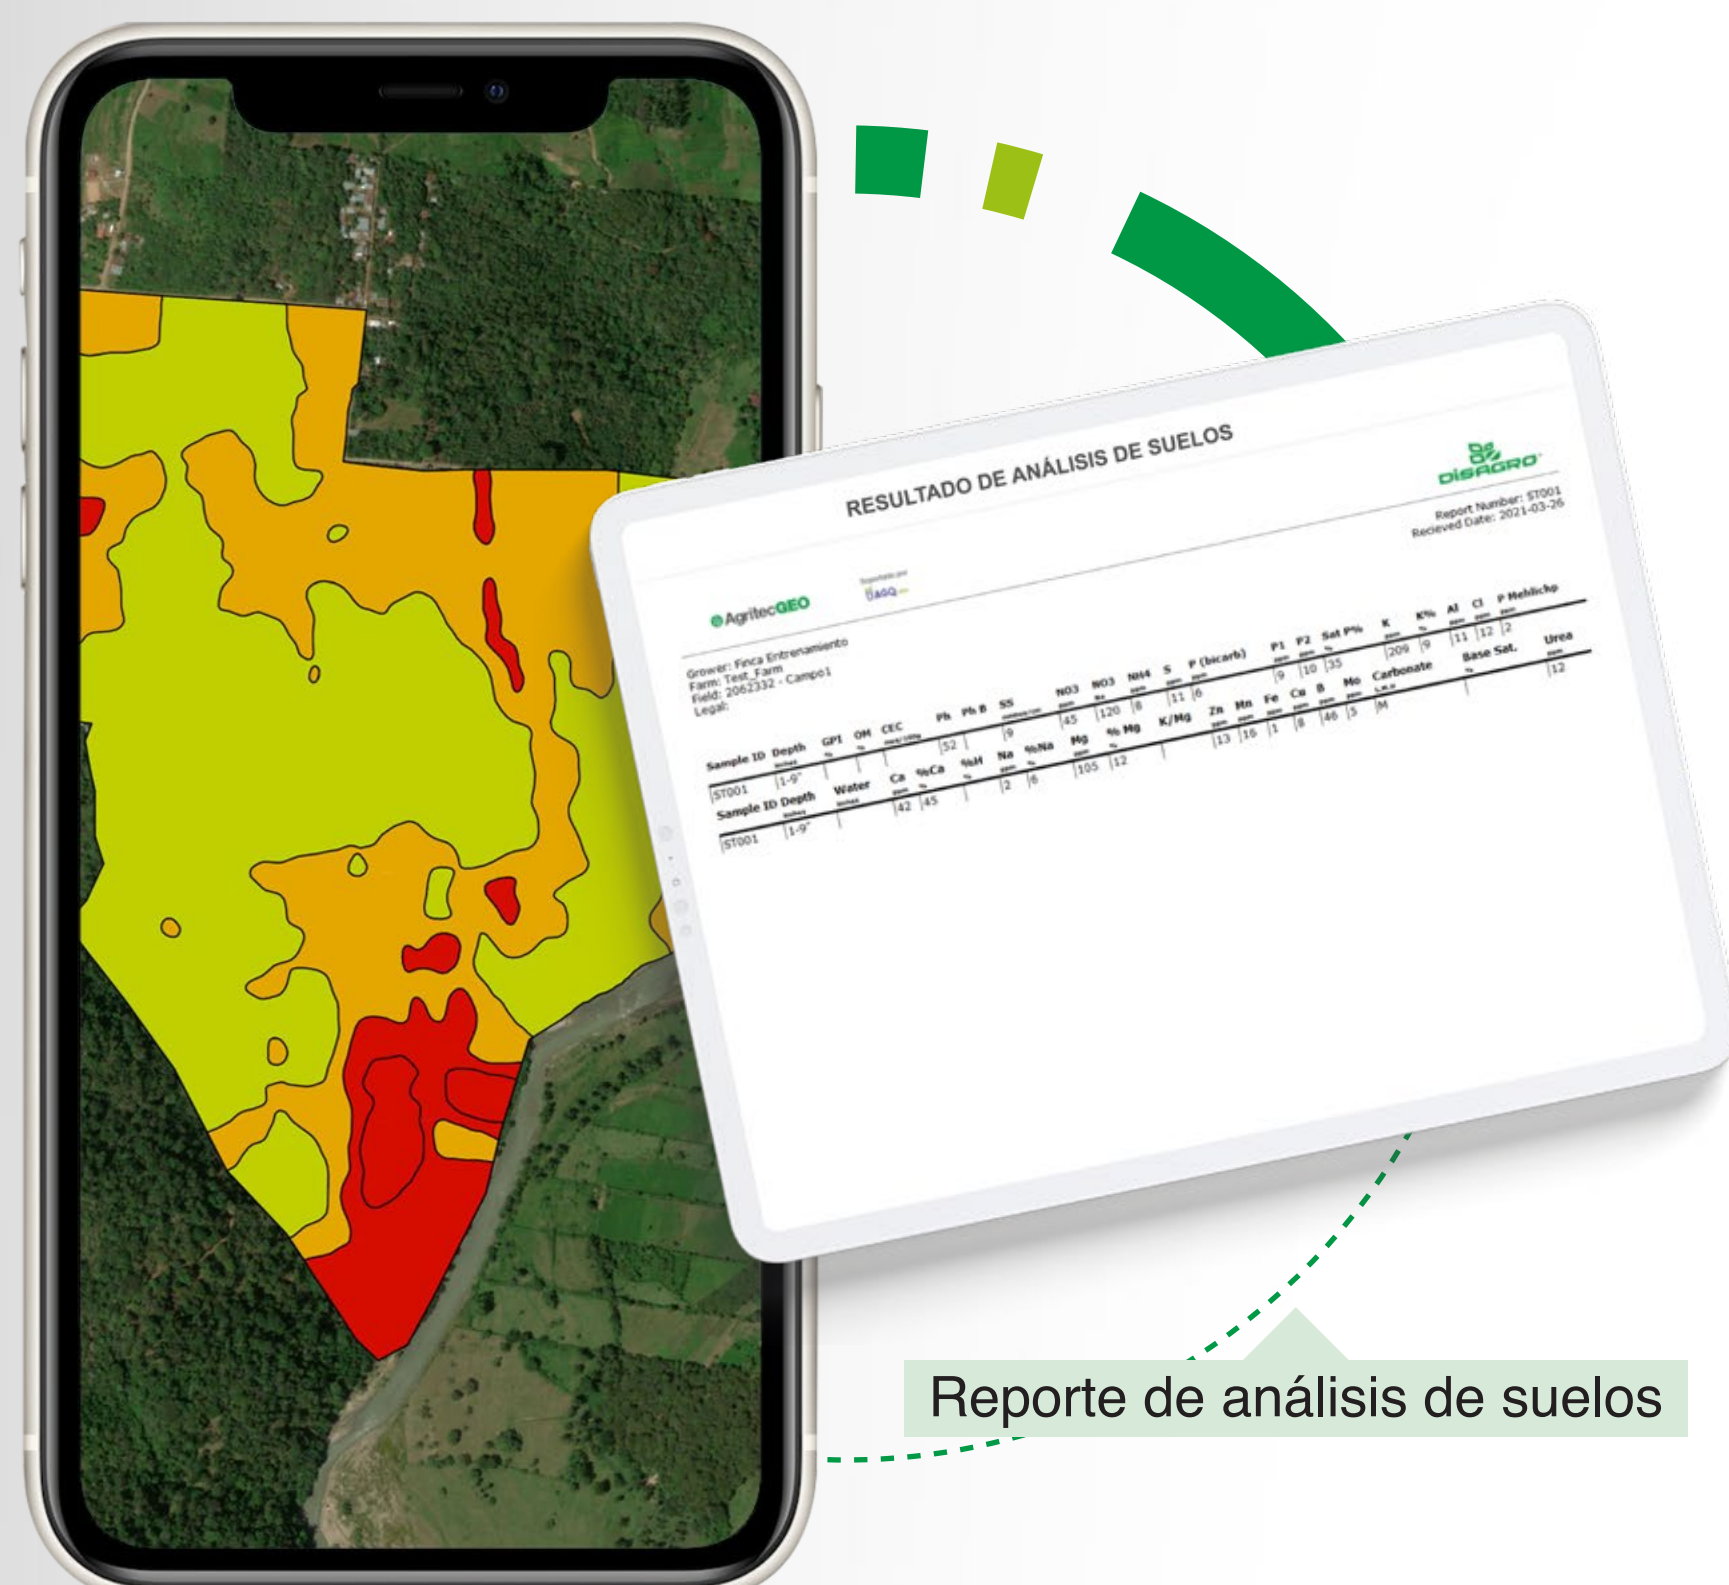 RESULTADO DE ANÁLISIS DE SUELOS
DISAGRO
Report Number: ST001
Recieved Date: 2021-03-26
AgritecGEO
AGQ
Grower: Finca Entrenamiento
Farm: Test_Farm
Field: 2062332 - Campo1
Legal:
Sample ID Depth GPI OM CEC Ph Ph B SS NO3 NO3 NH4 S P (bicarb) P1 P2 Sat P% K K% Al Cl P Mehlichp
ST001 1-9" 52 9 45 120 8 11 6 9 10 35 209 9 11 12 2
Sample ID Depth Water Ca %Ca %H Na %Na Mg % Mg K/Mg Zn Mn Fe Cu B Mo Carbonate Base Sat. Urea
ST001 1-9" 42 45 2 6 105 12 13 16 1 8 46 5 M 12
Reporte de análisis de suelos